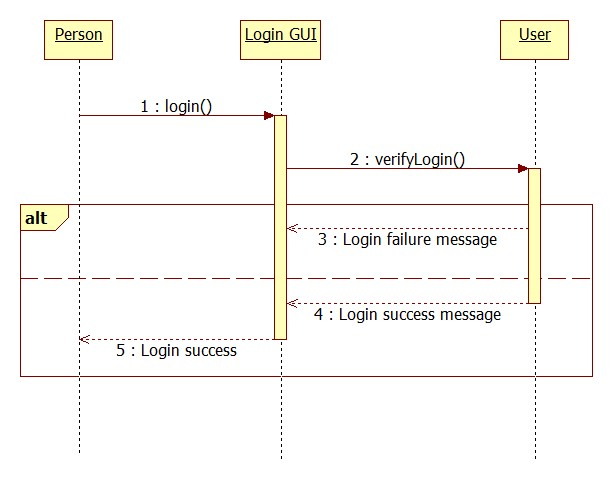 Person
Login GUI
User
1 : login()
2 : verifyLogin()
alt
3 : Login failure message
4 : Login success message
5 : Login success